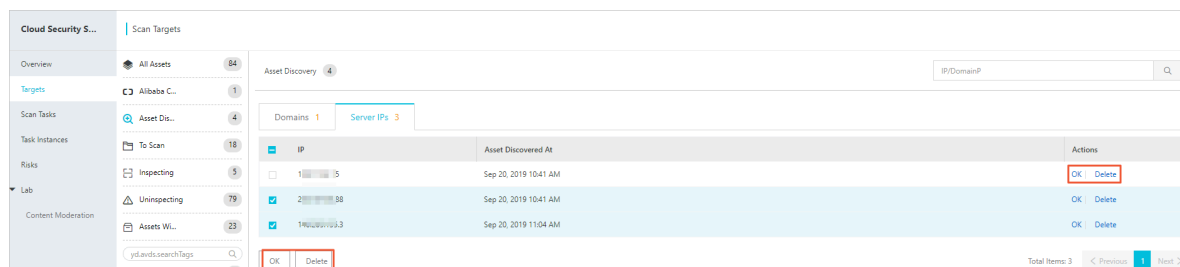 Cloud Security S...
Scan Targets
Overview
Targets
Scan Tasks
Task Instances
Risks
Lab
Content Moderation
All Assets 84
Alibaba C... 1
Asset Dis... 4
To Scan 18
Inspecting 5
Uninspecting 79
Assets Wi... 23
yd.avds.searchTags
Asset Discovery 4
IP/DomainP
Domains 1 Server IPs 3
IP Asset Discovered At Actions
Sep 20, 2019 10:41 AM OK Delete
Sep 20, 2019 10:41 AM OK Delete
Sep 20, 2019 11:04 AM OK Delete
OK Delete
Total Items: 3 < Previous 1 Next >